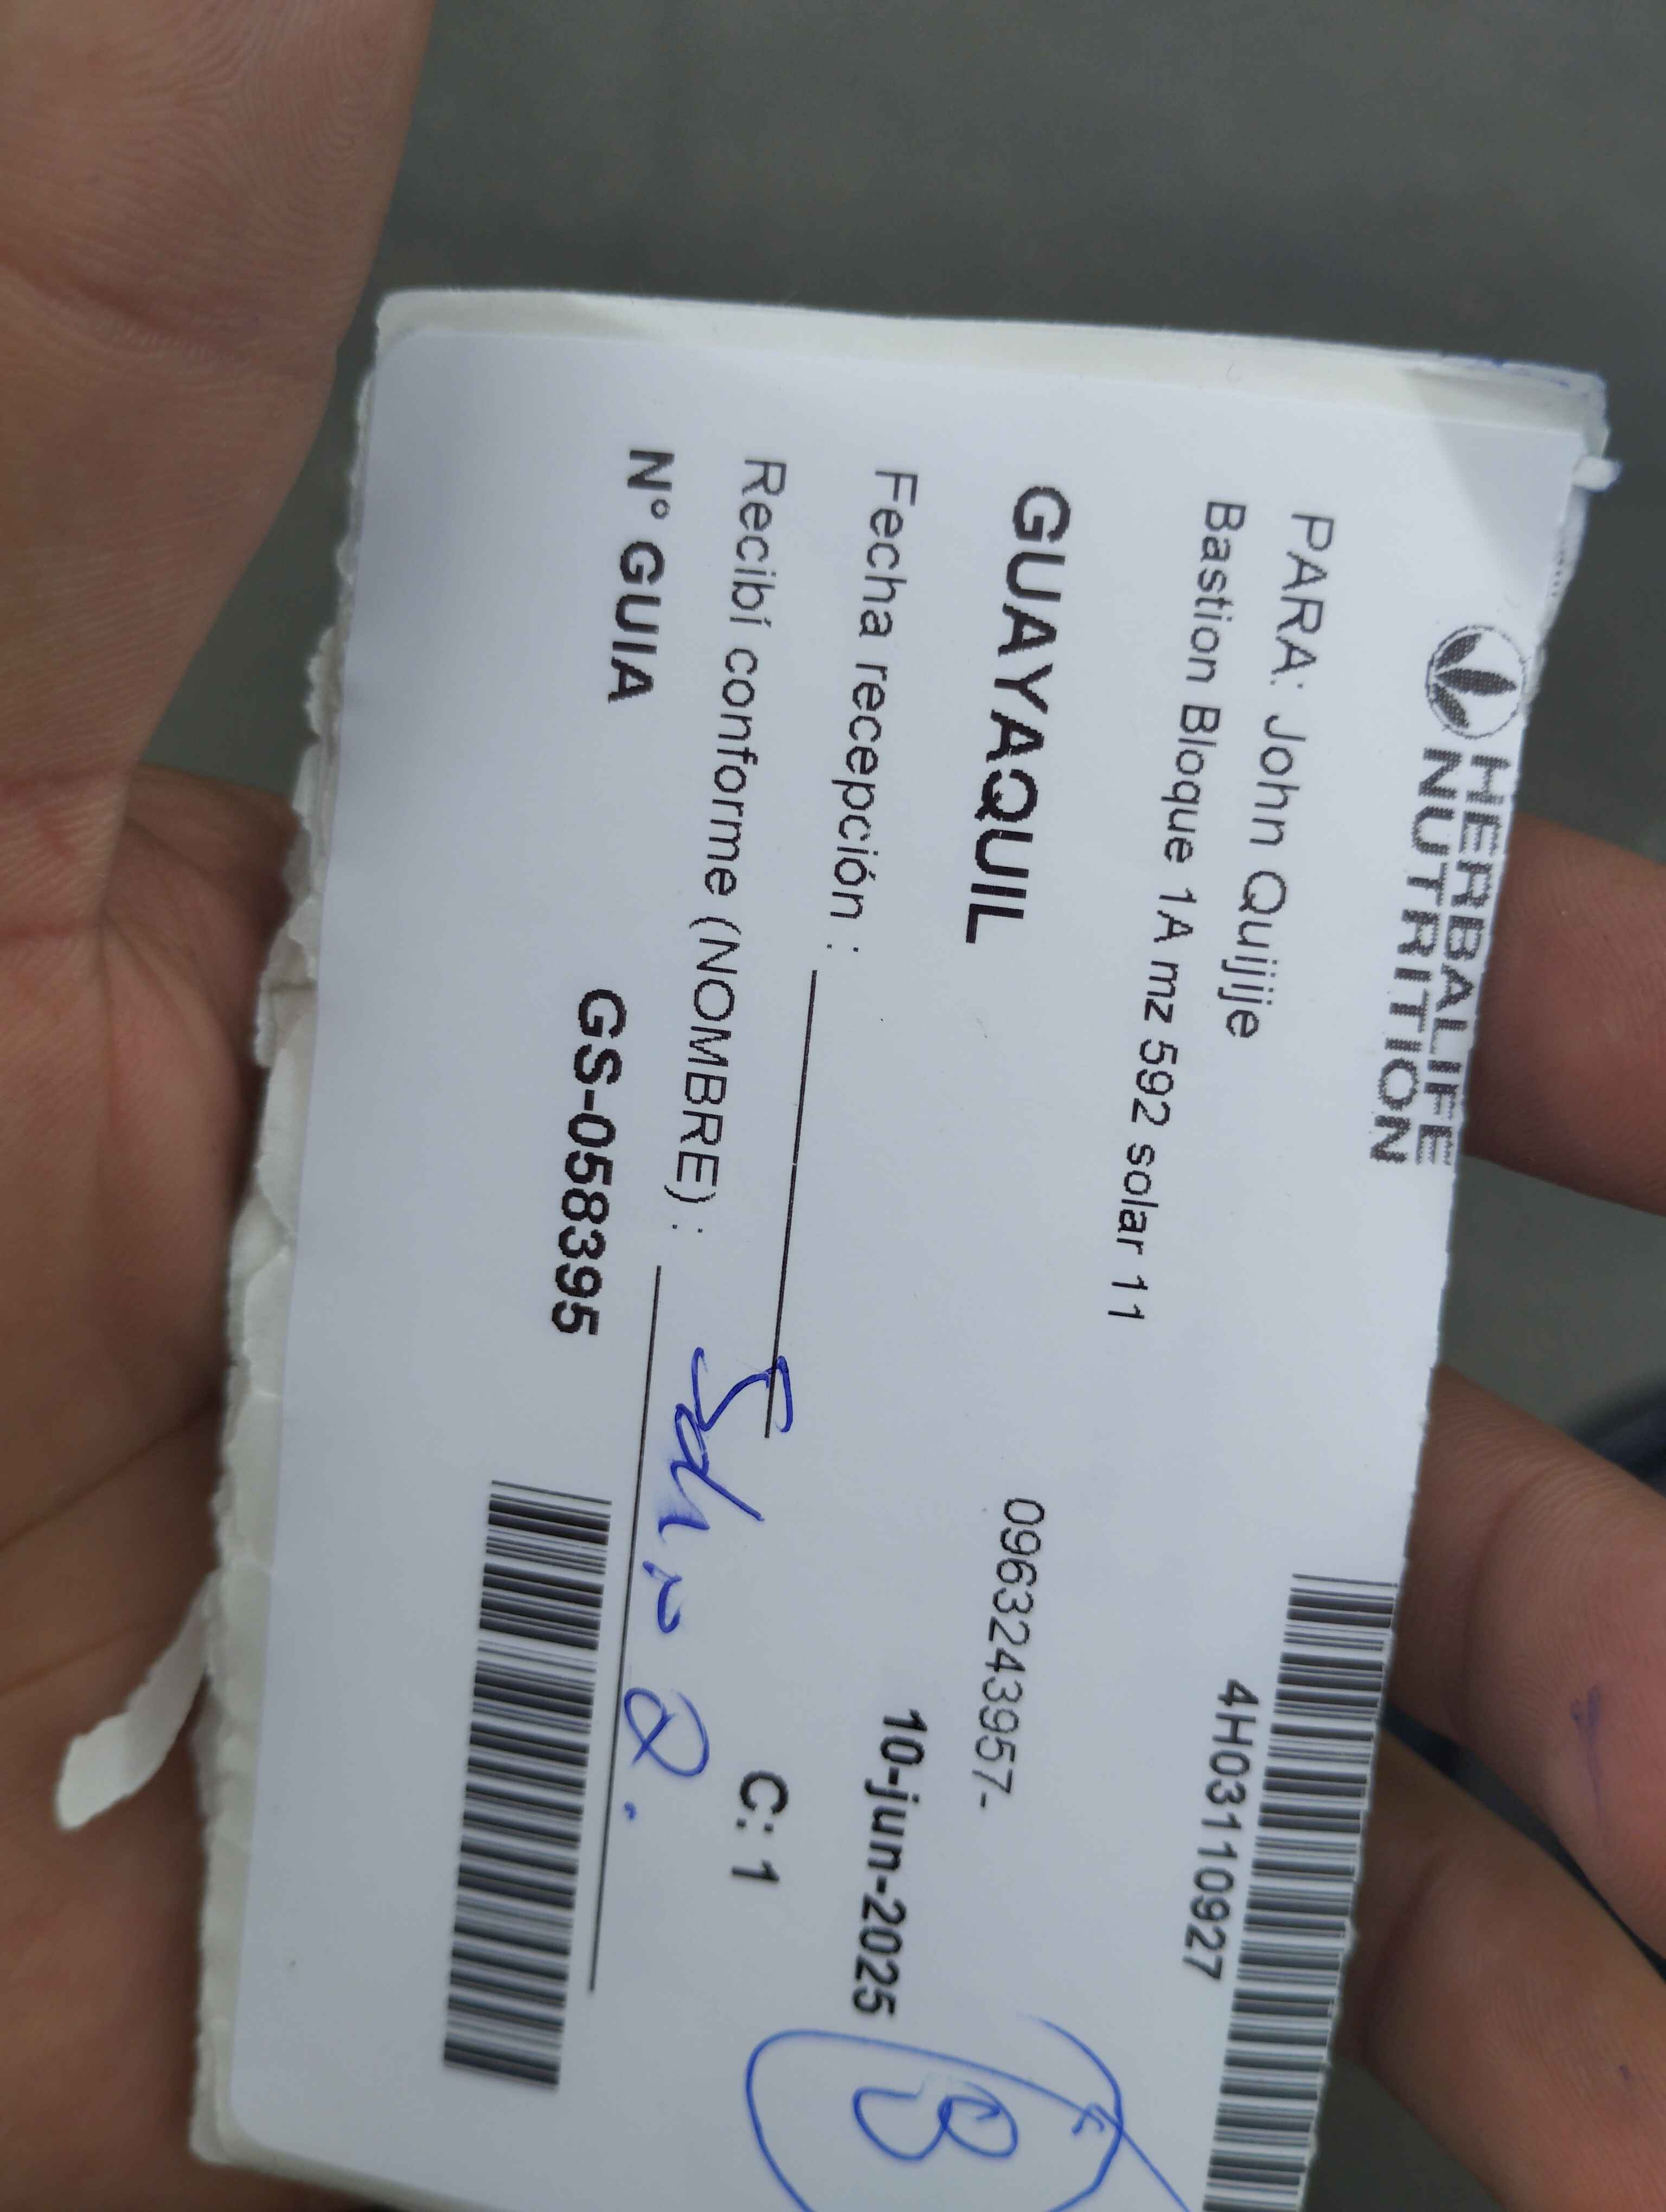 HERBALIFE
NUTRITION
4H03110927
PARA: John Quijije
Bastion Bloque 1A mz 592 solar 11
0963243957-
GUAYAQUIL
10-jun-2025
B
Fecha recepción :
C: 1
Recibí conforme (NOMBRE) :
N° GUIA GS-058395